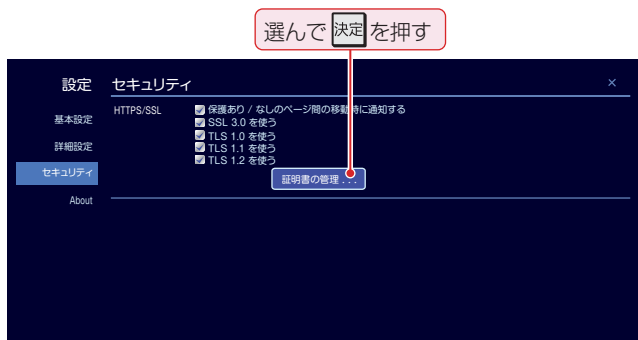 選んで 決定 を押す
設定 セキュリティ ×
基本設定
詳細設定
セキュリティ
About
HTTPS/SSL
保護あり / なしのページ間の移動時に通知する
SSL 3.0 を使う
TLS 1.0 を使う
TLS 1.1 を使う
TLS 1.2 を使う
証明書の管理 . . .